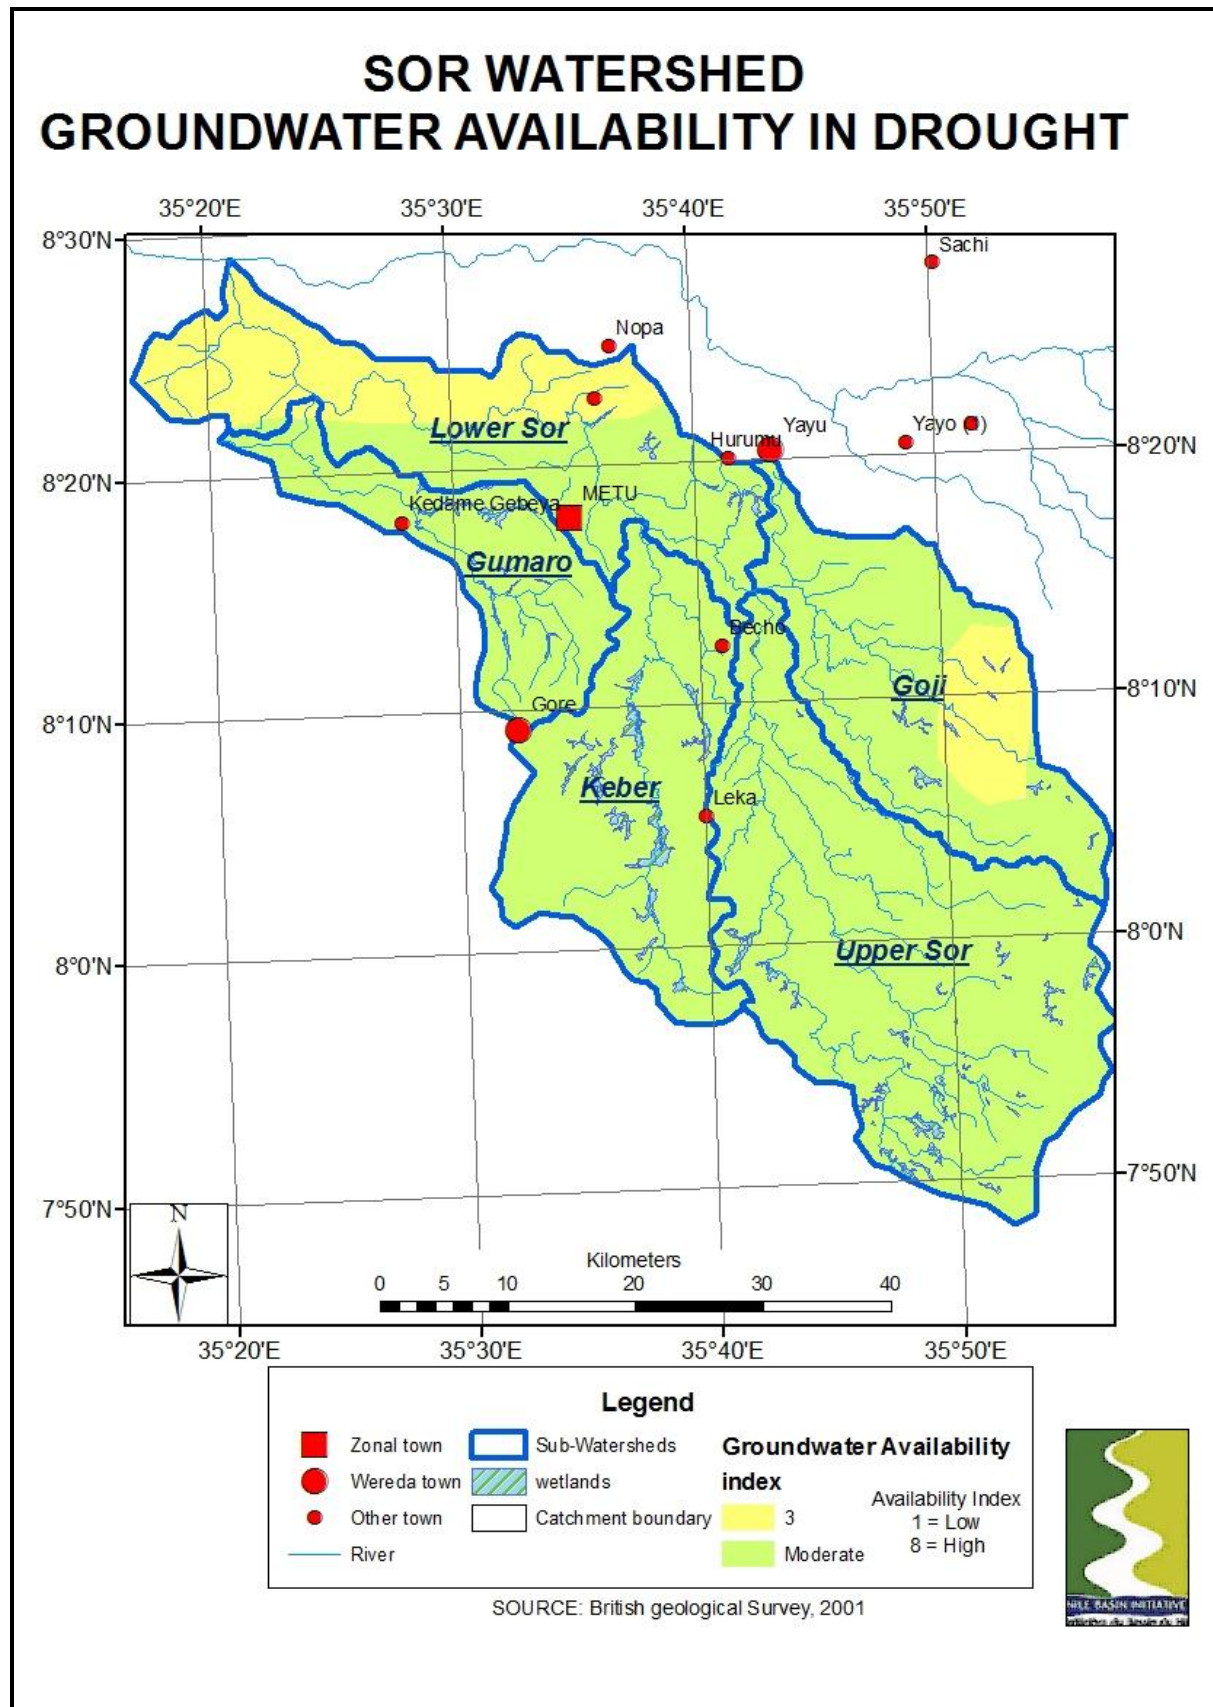 SOR WATERSHED
GROUNDWATER AVAILABILITY IN DROUGHT
35°20'E 35°30'E 35°40'E 35°50'E
8°30'N
Sachi
Nopa
Lower Sor
Hurumu
Yayu
Yayo
8°20'N
8°20'N
Kedame Gebeya
METU
Gumaro
Becho
Goji
8°10'N
Gore
8°10'N
Keber
Leka
8°0'N
Upper Sor
8°0'N
7°50'N
7°50'N
N
Kilometers
0 5 10 20 30 40
35°20'E 35°30'E 35°40'E 35°50'E
Legend
Zonal town
Wereda town
Other town
River
Sub-Watersheds
wetlands
Catchment boundary
Groundwater Availability
index
3
Moderate
Availability Index
1 = Low
8 = High
NILE BASIN INITIATIVE
SOURCE: British geological Survey, 2001